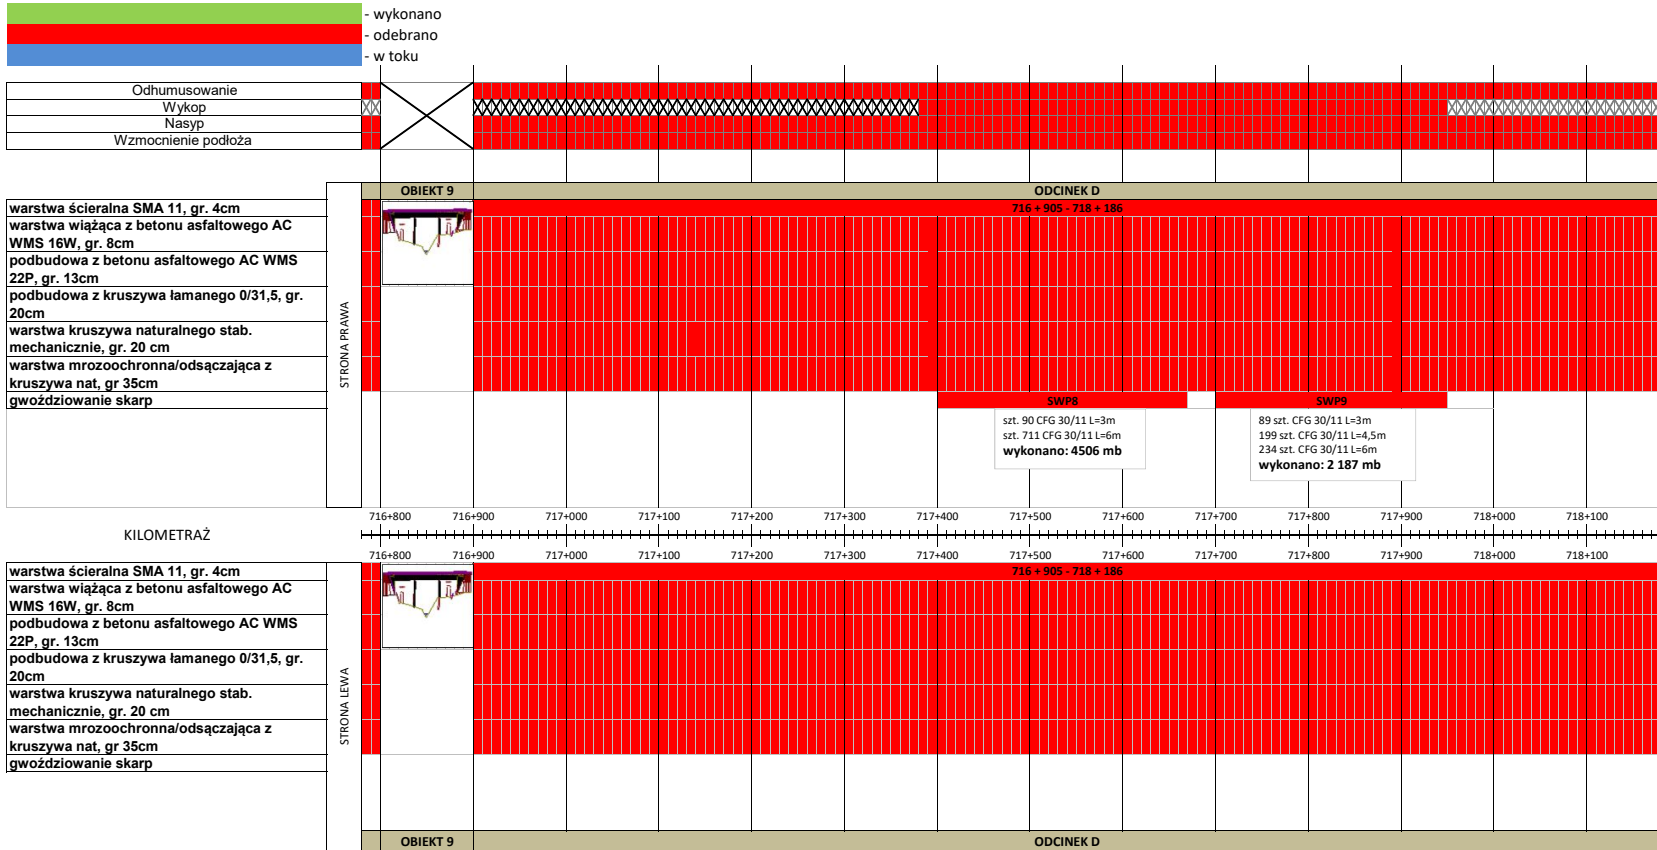 - wykonano
- odebrano
- w toku
Odhumusowanie
Wykop
Nasyp
Wzmocnienie podłoża
OBIEKT 9
ODCINEK D
STRONA PRAWA
warstwa ścieralna SMA 11, gr. 4cm
716 + 905 - 718 + 186
warstwa wiążąca z betonu asfaltowego AC
WMS 16W, gr. 8cm
podbudowa z betonu asfaltowego AC WMS
22P, gr. 13cm
podbudowa z kruszywa łamanego 0/31,5, gr.
20cm
warstwa kruszywa naturalnego stab.
mechanicznie, gr. 20 cm
warstwa mrozoochronna/odsączająca z
kruszywa nat, gr 35cm
gwoździowanie skarp
SWP8
SWP9
szt. 90 CFG 30/11 L=3m
szt. 711 CFG 30/11 L=6m
wykonano: 4506 mb
89 szt. CFG 30/11 L=3m
199 szt. CFG 30/11 L=4,5m
234 szt. CFG 30/11 L=6m
wykonano: 2 187 mb
716+800 716+900 717+000 717+100 717+200 717+300 717+400 717+500 717+600 717+700 717+800 717+900 718+000 718+100
KILOMETRAŻ
716+800 716+900 717+000 717+100 717+200 717+300 717+400 717+500 717+600 717+700 717+800 717+900 718+000 718+100
STRONA LEWA
warstwa ścieralna SMA 11, gr. 4cm
716 + 905 - 718 + 186
warstwa wiążąca z betonu asfaltowego AC
WMS 16W, gr. 8cm
podbudowa z betonu asfaltowego AC WMS
22P, gr. 13cm
podbudowa z kruszywa łamanego 0/31,5, gr.
20cm
warstwa kruszywa naturalnego stab.
mechanicznie, gr. 20 cm
warstwa mrozoochronna/odsączająca z
kruszywa nat, gr 35cm
gwoździowanie skarp
OBIEKT 9
ODCINEK D